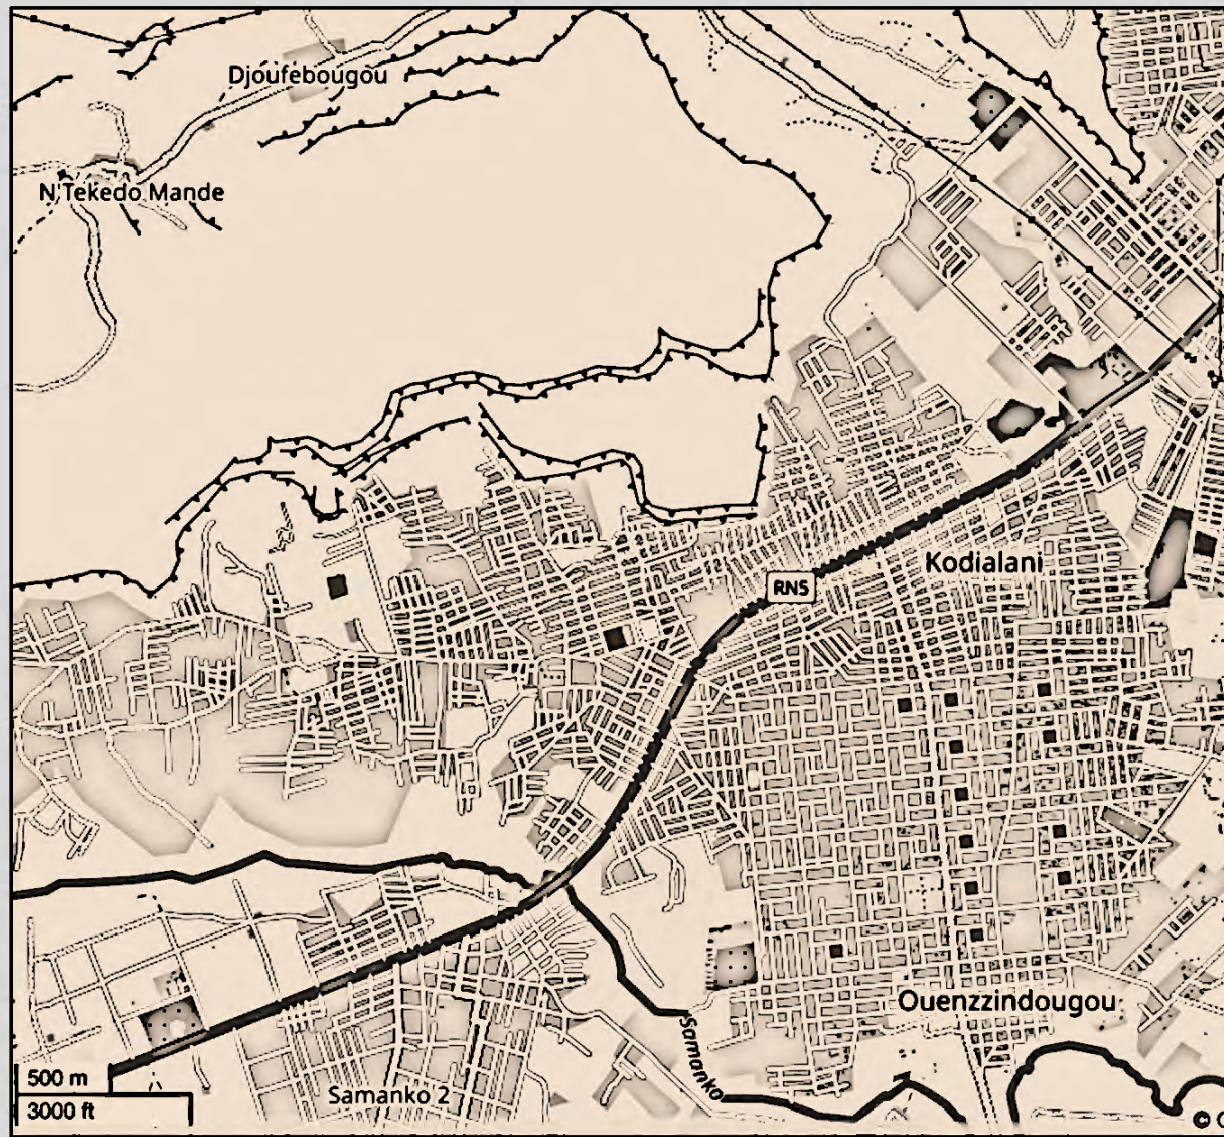 Djoufebougou
N'Tekedo Mande
Kodialani
RN5
Ouenzzindougou
Samanko
500 m
3000 ft
Samanko 2
©